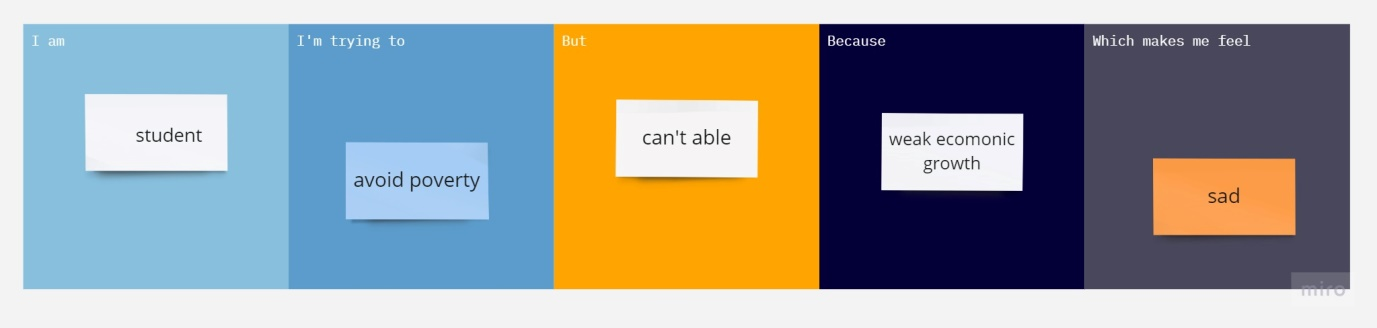 I am
student
I'm trying to
avoid poverty
But
can't able
Because
weak ecomonic
growth
Which makes me feel
sad
miro